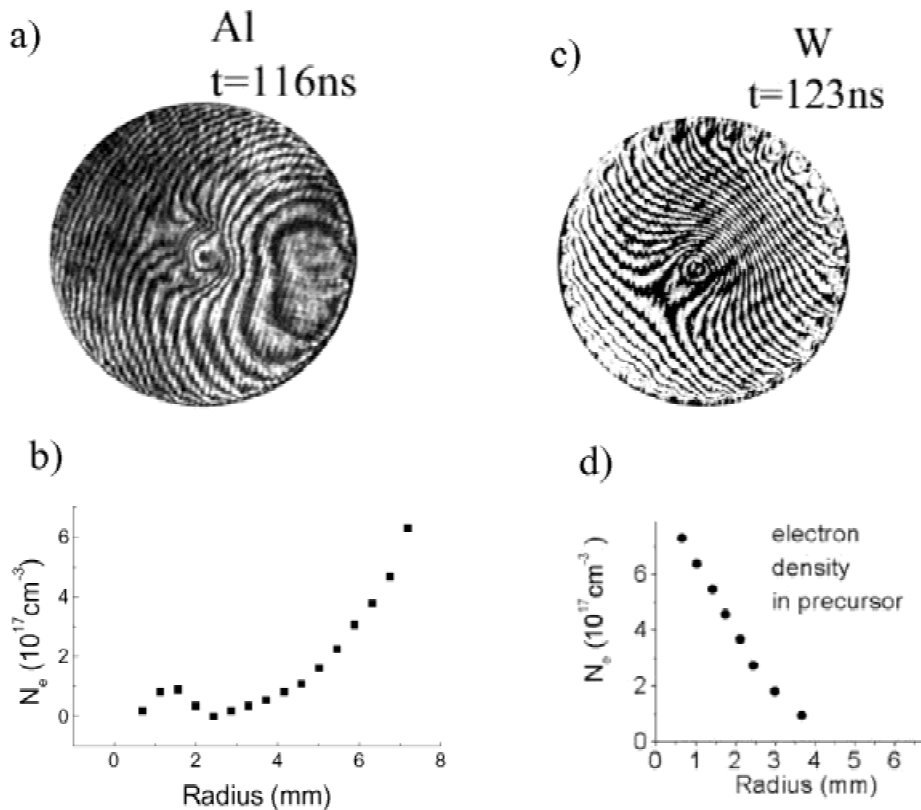 a)
Al
t=116ns
c)
W
t=123ns
b)
N_e (10^17 cm^-3)
6
4
2
0
0 2 4 6 8
Radius (mm)
d)
N_e (10^17 cm^-3)
6
4
2
0
electron
density
in precursor
0 1 2 3 4 5 6
Radius (mm)